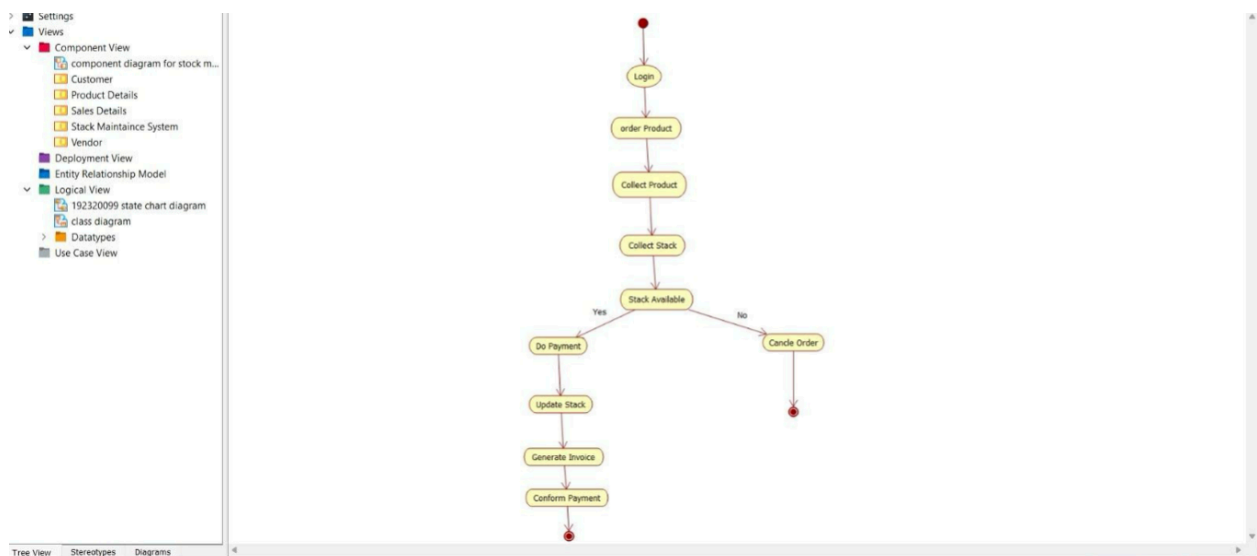 Settings
Views
Component View
component diagram for stock m...
Customer
Product Details
Sales Details
Stack Maintaince System
Vendor
Deployment View
Entity Relationship Model
Logical View
192320099 state chart diagram
class diagram
Datatypes
Use Case View
Tree View Stereotypes Diagrams
Login
order Product
Collect Product
Collect Stack
Stack Available
Yes
No
Do Payment
Cancle Order
Update Stack
Generate Invoice
Conform Payment